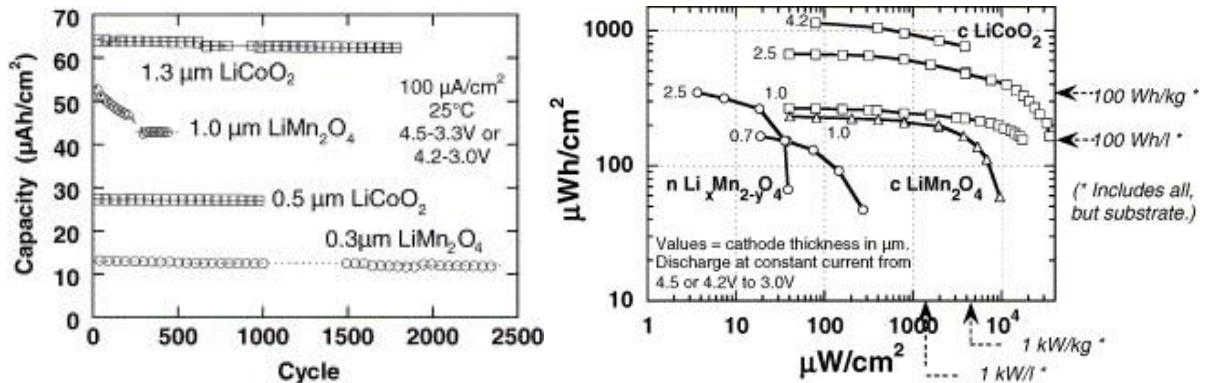 Capacity (µAh/cm²)
70
60
50
40
30
20
10
0
1.3 µm LiCoO₂
100 µA/cm²
25°C
4.5-3.3V or
4.2-3.0V
1.0 µm LiMn₂O₄
0.5 µm LiCoO₂
0.3µm LiMn₂O₄
0 500 1000 1500 2000 2500
Cycle
µWh/cm²
1000
100
10
4.2
c LiCoO₂
2.5
2.5
1.0
0.7
1.0
n LiₓMn₂₋yO₄
c LiMn₂O₄
Values = cathode thickness in µm.
Discharge at constant current from
4.5 or 4.2V to 3.0V
1 10 100 1000 10⁴
µW/cm²
100 Wh/kg *
100 Wh/l *
(* Includes all,
but substrate.)
1 kW/kg *
1 kW/l *